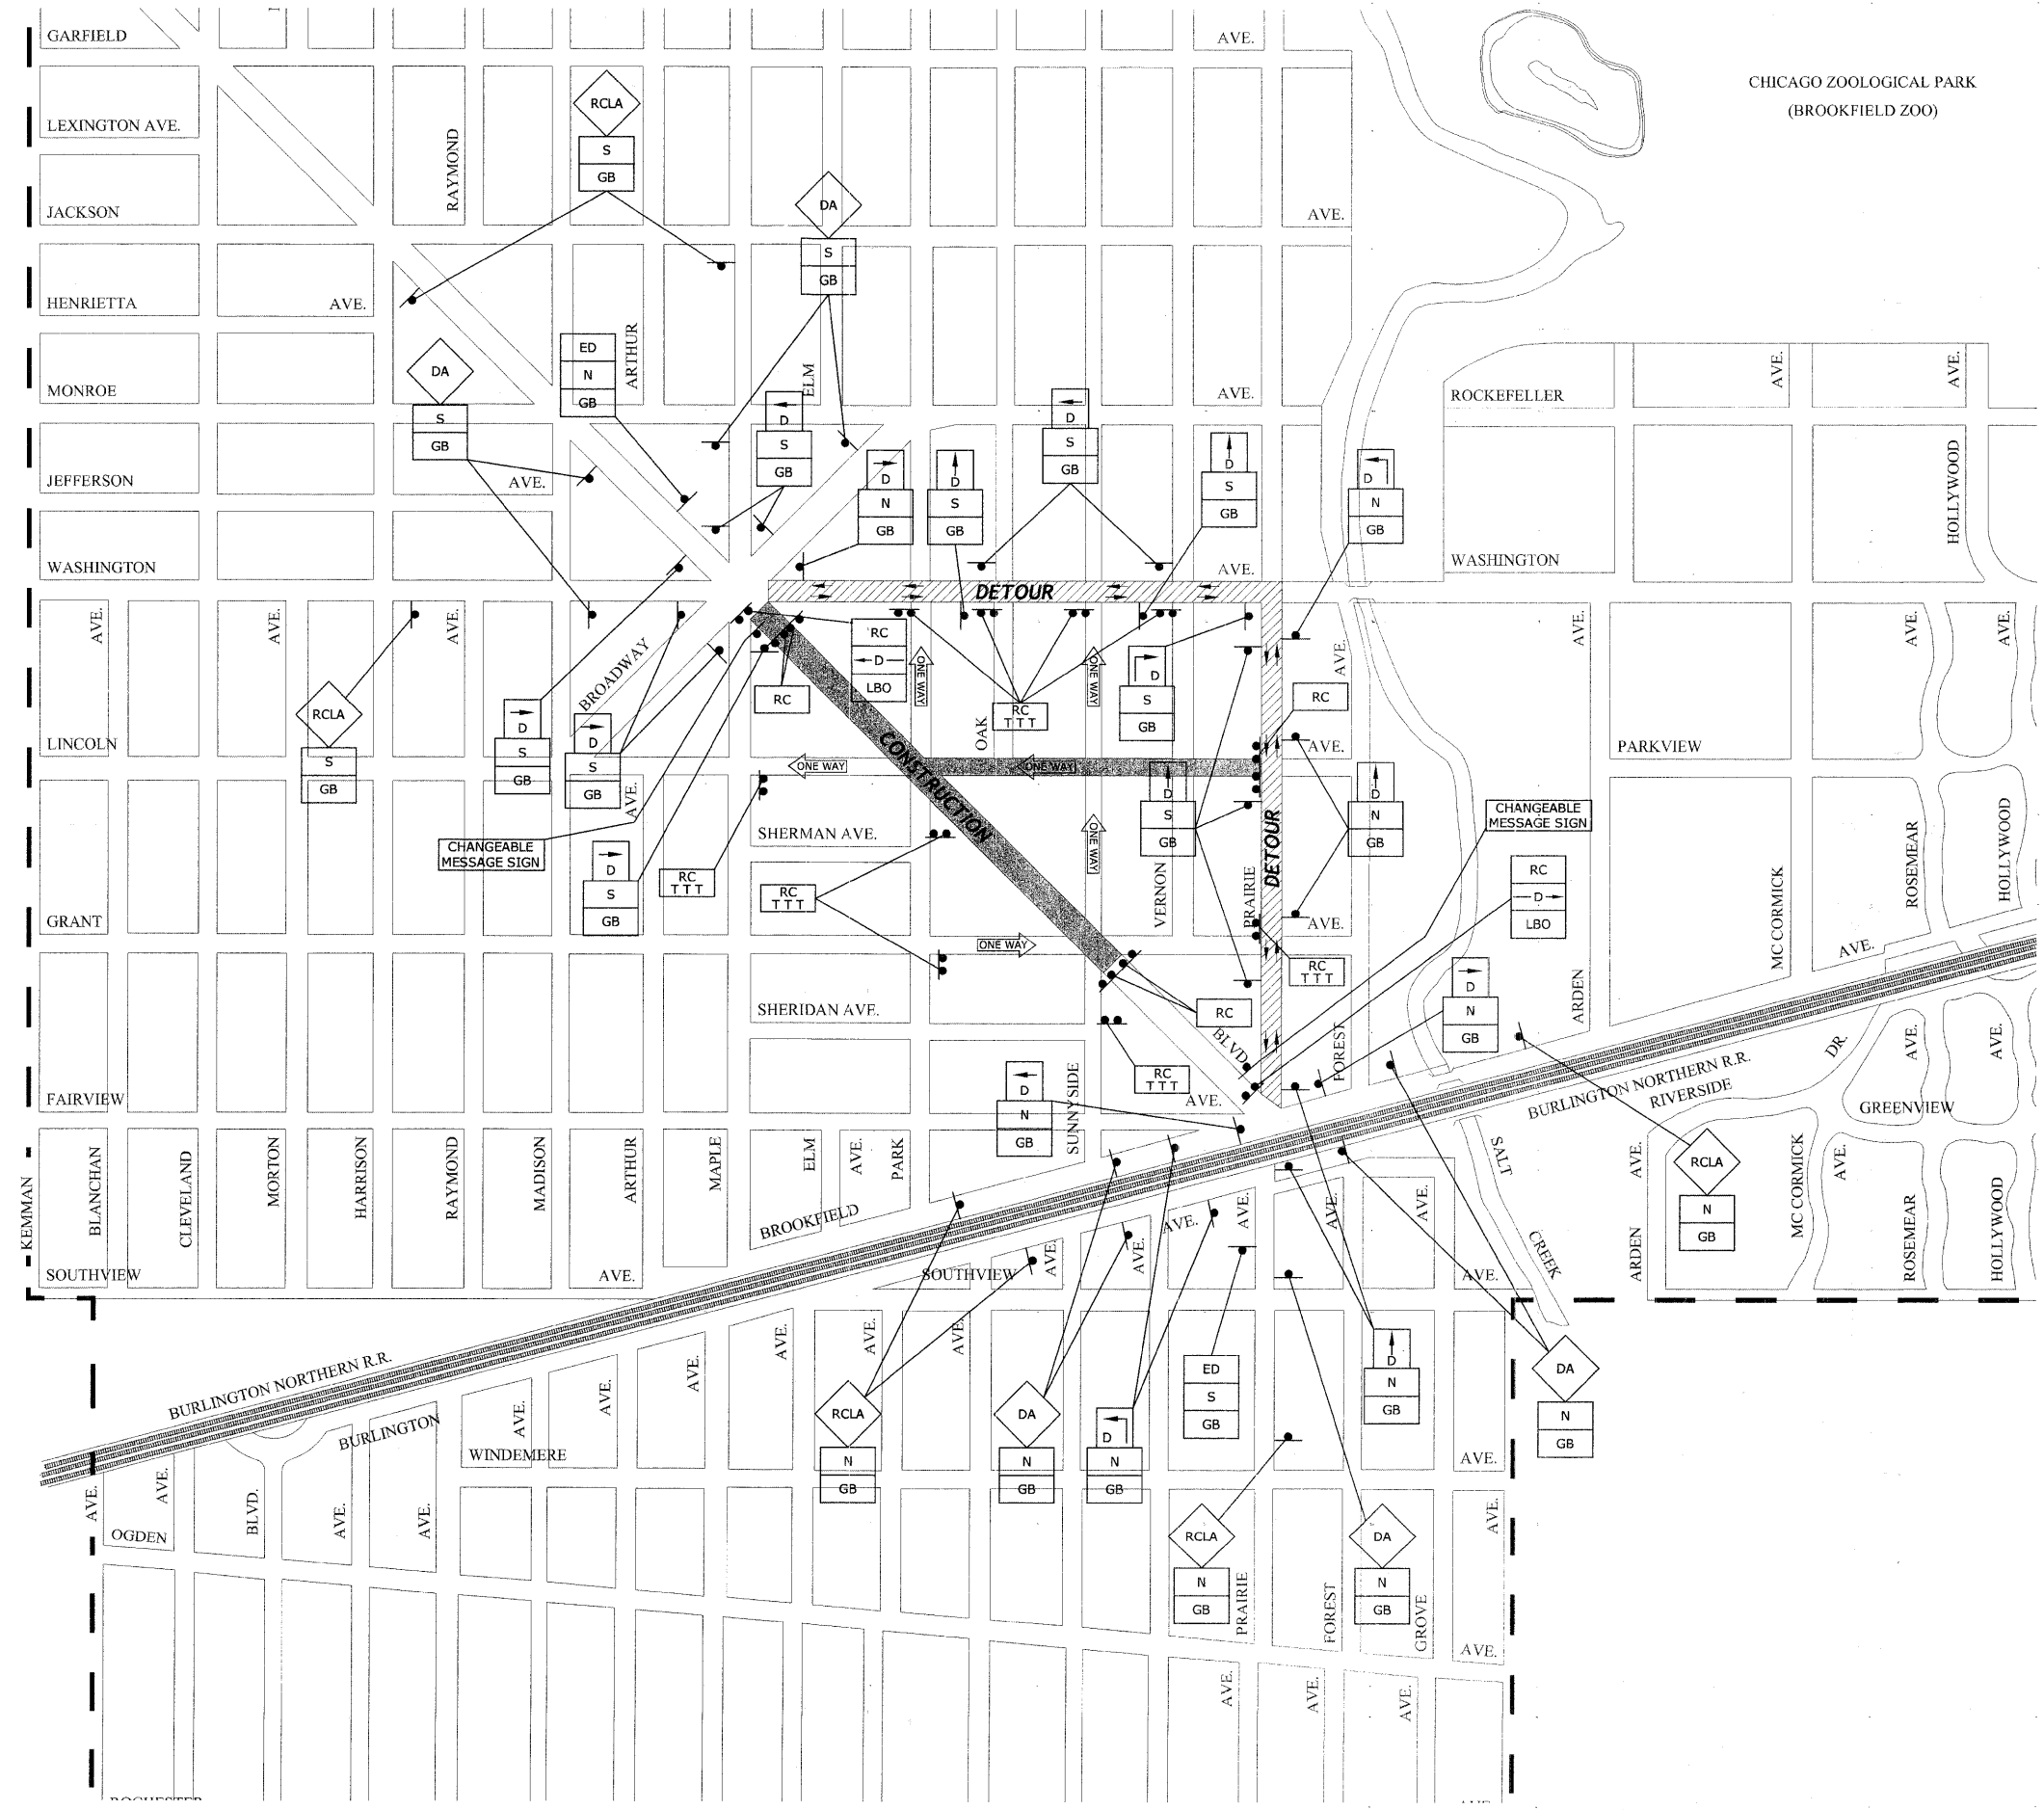 GARFIELD
AVE.
CHICAGO ZOOLOGICAL PARK
(BROOKFIELD ZOO)
LEXINGTON AVE.
RAYMOND
RCLA
S
GB
JACKSON
AVE.
DA
S
GB
HENRIETTA
AVE.
MONROE
DA
S
GB
ED
N
GB
ARTHUR
ELM
AVE.
ROCKEFELLER
AVE.
AVE.
D
S
GB
D
S
GB
JEFFERSON
AVE.
D
N
GB
D
S
GB
D
S
GB
D
N
GB
HOLLYWOOD
WASHINGTON
AVE.
WASHINGTON
DETOUR
AVE.
AVE.
AVE.
AVE.
AVE.
AVE.
AVE.
RCLA
S
GB
D
S
GB
BROADWAY
D
S
GB
RC
D
LBO
RC
ONE WAY
RC
TTT
OAK
ONE WAY
D
S
GB
RC
LINCOLN
AVE.
PARKVIEW
CONSTRUCTION
ONE WAY
ONE WAY
AVE.
D
S
GB
D
N
GB
CHANGEABLE
MESSAGE SIGN
CHANGEABLE
MESSAGE SIGN
SHERMAN AVE.
ONE WAY
DETOUR
D
S
GB
RC
TTT
RC
TTT
VERNON
PRAIRIE
RC
D
LBO
ROSEMEAR
HOLLYWOOD
MC CORMICK
GRANT
AVE.
ONE WAY
AVE.
RC
TTT
D
N
GB
ARDEN
SHERIDAN AVE.
RC
BLVD.
FOREST
RC
TTT
DR.
AVE.
AVE.
BURLINGTON NORTHERN R.R.
RIVERSIDE
GREENVIEW
FAIRVIEW
AVE.
D
N
GB
SUNNYSIDE
KEMMAN
BLANCHAN
CLEVELAND
MORTON
HARRISON
RAYMOND
MADISON
ARTHUR
MAPLE
ELM
AVE.
PARK
SALT
CREEK
AVE.
ARDEN
RCLA
N
GB
MC CORMICK
AVE.
ROSEMEAR
HOLLYWOOD
BROOKFIELD
AVE.
AVE.
AVE.
AVE.
SOUTHVIEW
AVE.
SOUTHVIEW
AVE.
AVE.
AVE.
BURLINGTON NORTHERN R.R.
BURLINGTON
AVE.
AVE.
AVE.
AVE.
AVE.
AVE.
RCLA
N
GB
DA
N
GB
D
N
GB
ED
S
GB
D
N
GB
DA
N
GB
WINDEMERE
AVE.
AVE.
AVE.
BLVD.
AVE.
AVE.
OGDEN
RCLA
N
GB
DA
N
GB
AVE.
PRAIRIE
FOREST
GROVE
AVE.
AVE.
AVE.
AVE.